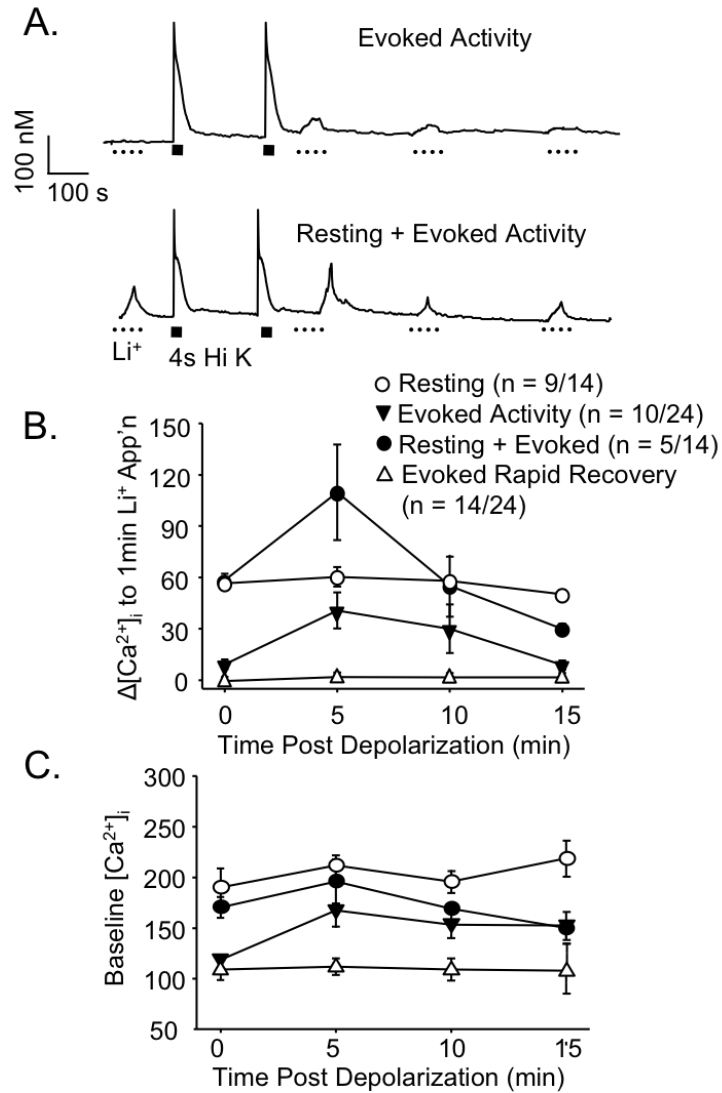 A.
Evoked Activity
100 nM
100 s
Resting + Evoked Activity
Li⁺
4s Hi K
Resting (n = 9/14)
Evoked Activity (n = 10/24)
Resting + Evoked (n = 5/14)
Evoked Rapid Recovery
(n = 14/24)
B.
Δ[Ca²⁺]ᵢ to 1min Li⁺ App'n
150
120
90
60
30
0
0 5 10 15
Time Post Depolarization (min)
C.
Baseline [Ca²⁺]ᵢ
300
250
200
150
100
50
0 5 10 15
Time Post Depolarization (min)